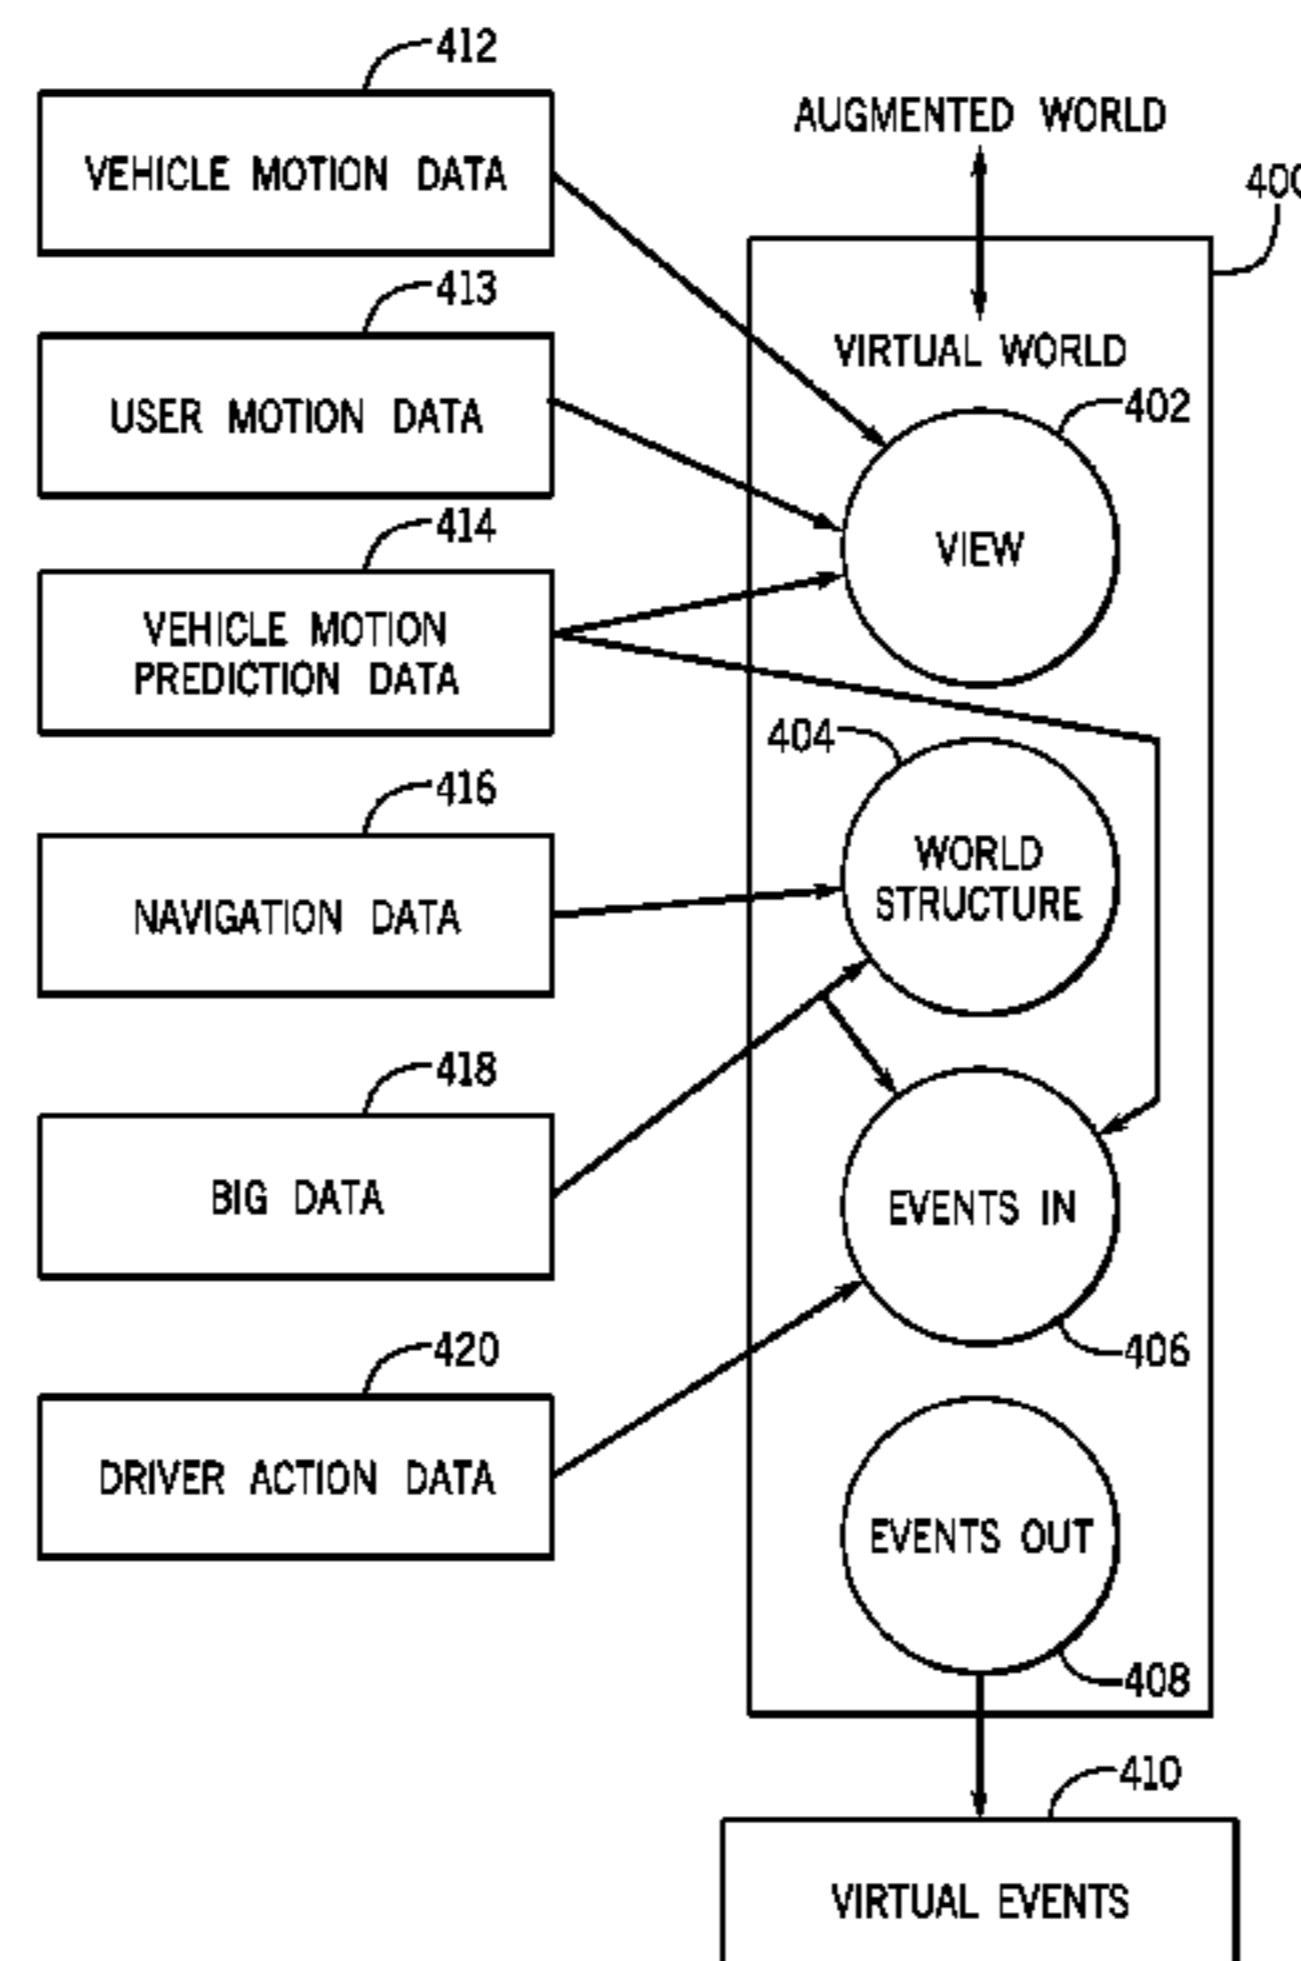 412
VEHICLE MOTION DATA
413
USER MOTION DATA
414
VEHICLE MOTION
PREDICTION DATA
416
NAVIGATION DATA
418
BIG DATA
420
DRIVER ACTION DATA
AUGMENTED WORLD
400
VIRTUAL WORLD
402
VIEW
404
WORLD
STRUCTURE
EVENTS IN
406
EVENTS OUT
408
410
VIRTUAL EVENTS